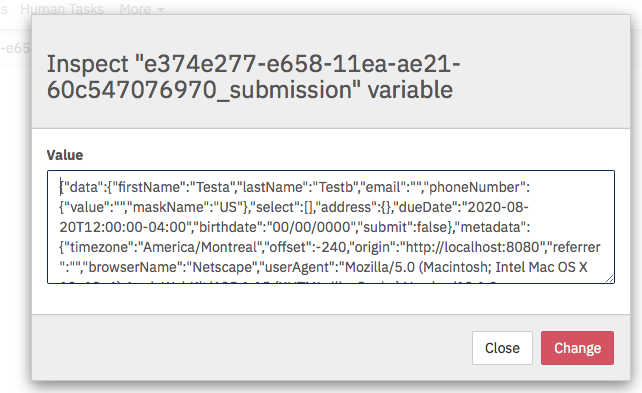 s Human Tasks More
-e65
Inspect "e374e277-e658-11ea-ae21-
60c547076970_submission" variable
Value
{"data":{"firstName":"Testa","lastName":"Testb","email":"","phoneNumber":
{"value":"","maskName":"US"},"select":[],"address":{},"dueDate":"2020-08-
20T12:00:00-04:00","birthdate":"00/00/0000","submit":false},"metadata":
{"timezone":"America/Montreal","offset":-240,"origin":"http://localhost:8080","referrer
":"","browserName":"Netscape","userAgent":"Mozilla/5.0 (Macintosh; Intel Mac OS X
Close Change